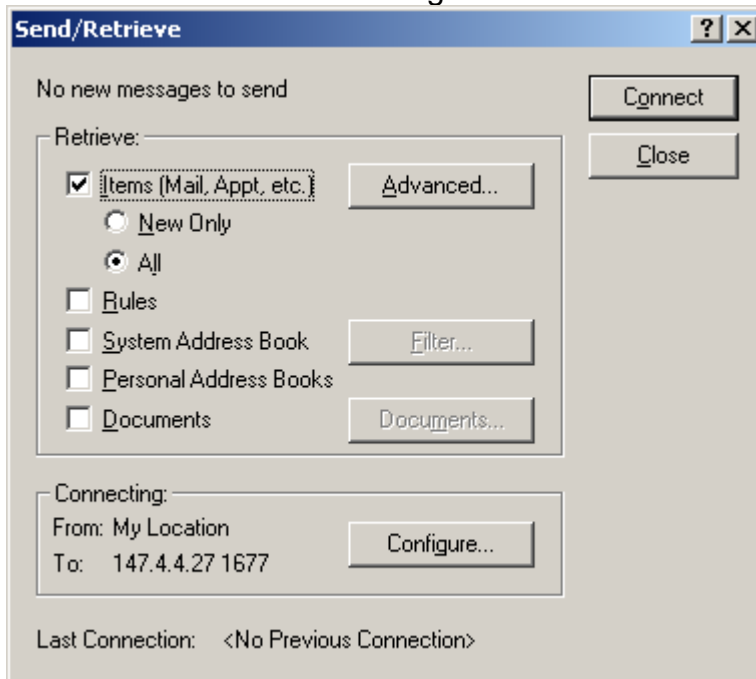 Send/Retrieve
No new messages to send
Connect
Close
Retrieve:
Items (Mail, Appt, etc.)
Advanced...
New Only
All
Rules
System Address Book
Filter...
Personal Address Books
Documents
Documents...
Connecting:
From: My Location
To: 147.4.4.27 1677
Configure...
Last Connection: <No Previous Connection>